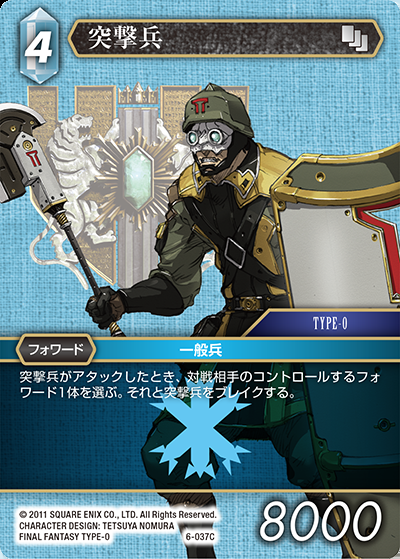 4
突撃兵
TYPE-0
フォワード
一般兵
突撃兵がアタックしたとき、対戦相手のコントロールするフォ
ワード1体を選ぶ。それと突撃兵をブレイクする。
© 2011 SQUARE ENIX CO., LTD. All Rights Reserved.
CHARACTER DESIGN: TETSUYA NOMURA
FINAL FANTASY TYPE-0
6-037C
8000